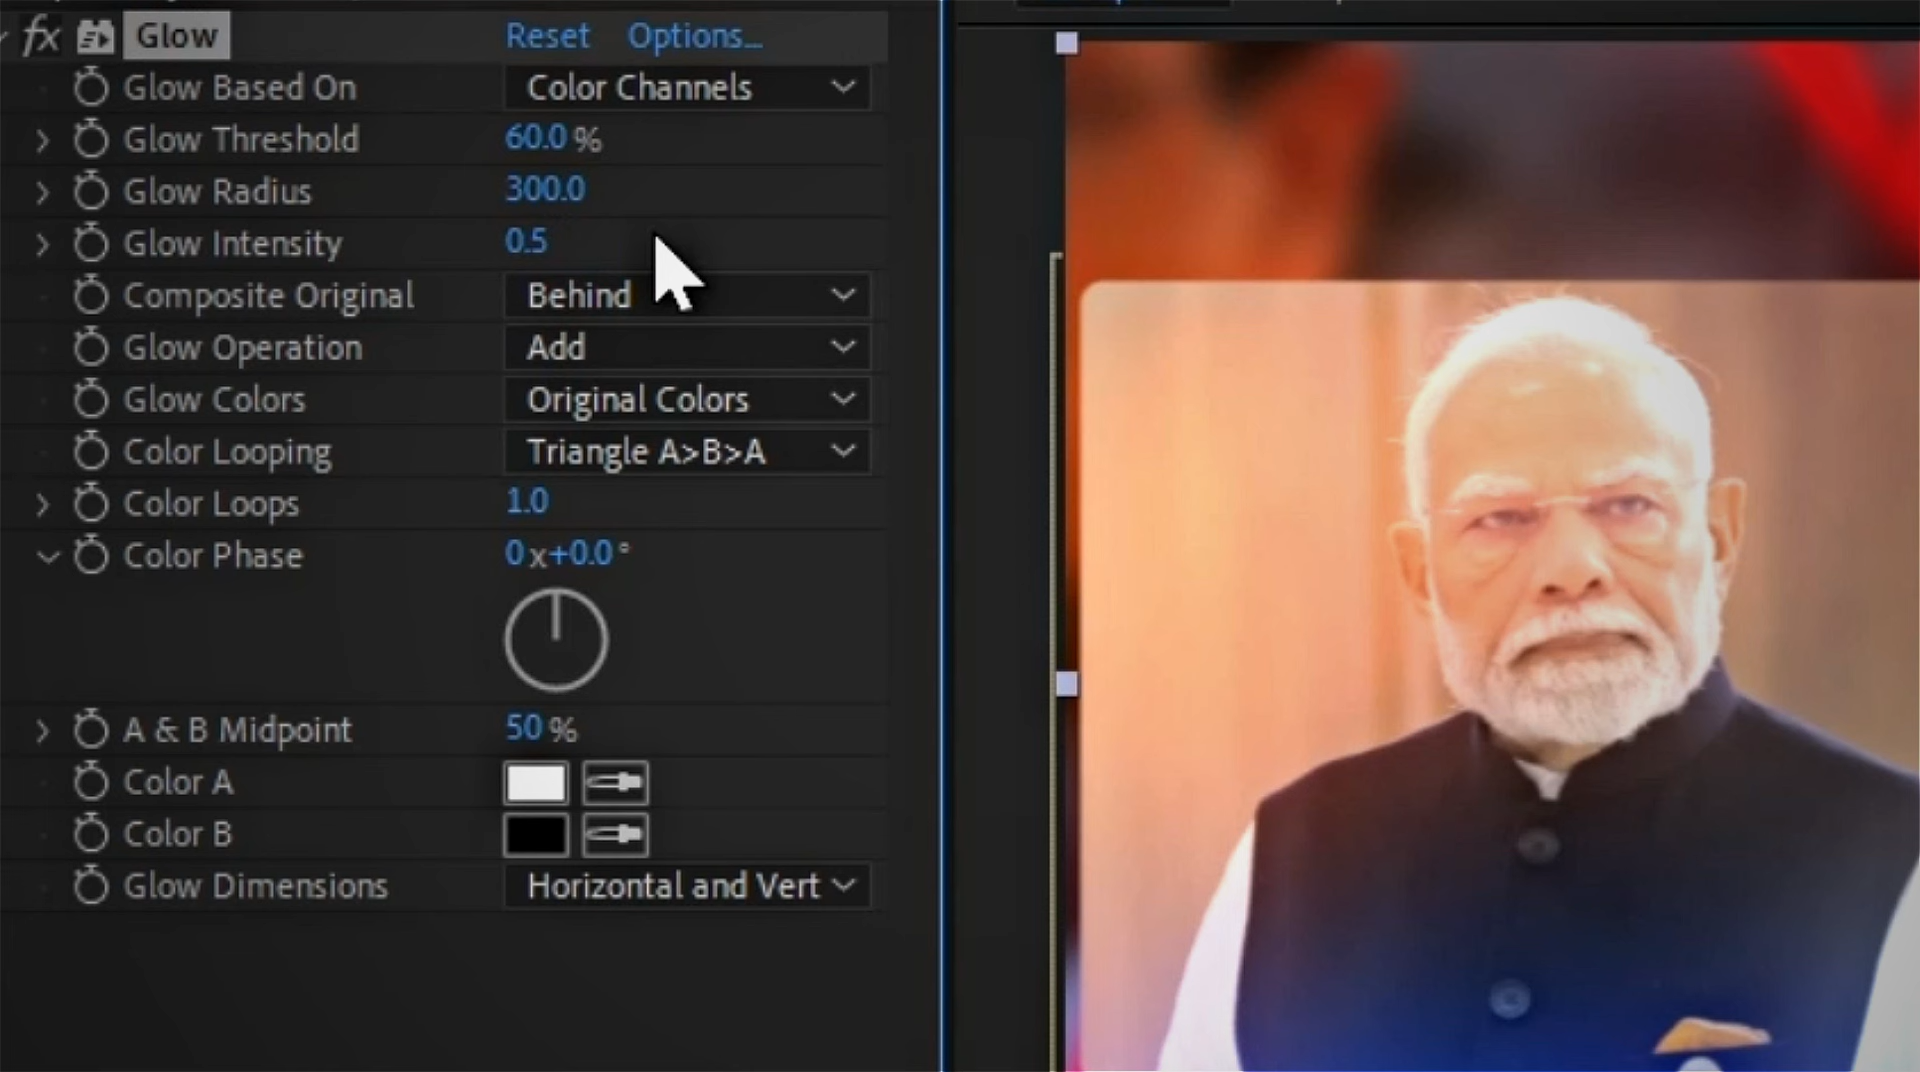 fx Glow Reset Options...
Glow Based On Color Channels
Glow Threshold 60.0 %
Glow Radius 300.0
Glow Intensity 0.5
Composite Original Behind
Glow Operation Add
Glow Colors Original Colors
Color Looping Triangle A>B>A
Color Loops 1.0
Color Phase 0 x+0.0 °
A & B Midpoint 50 %
Color A
Color B
Glow Dimensions Horizontal and Vert